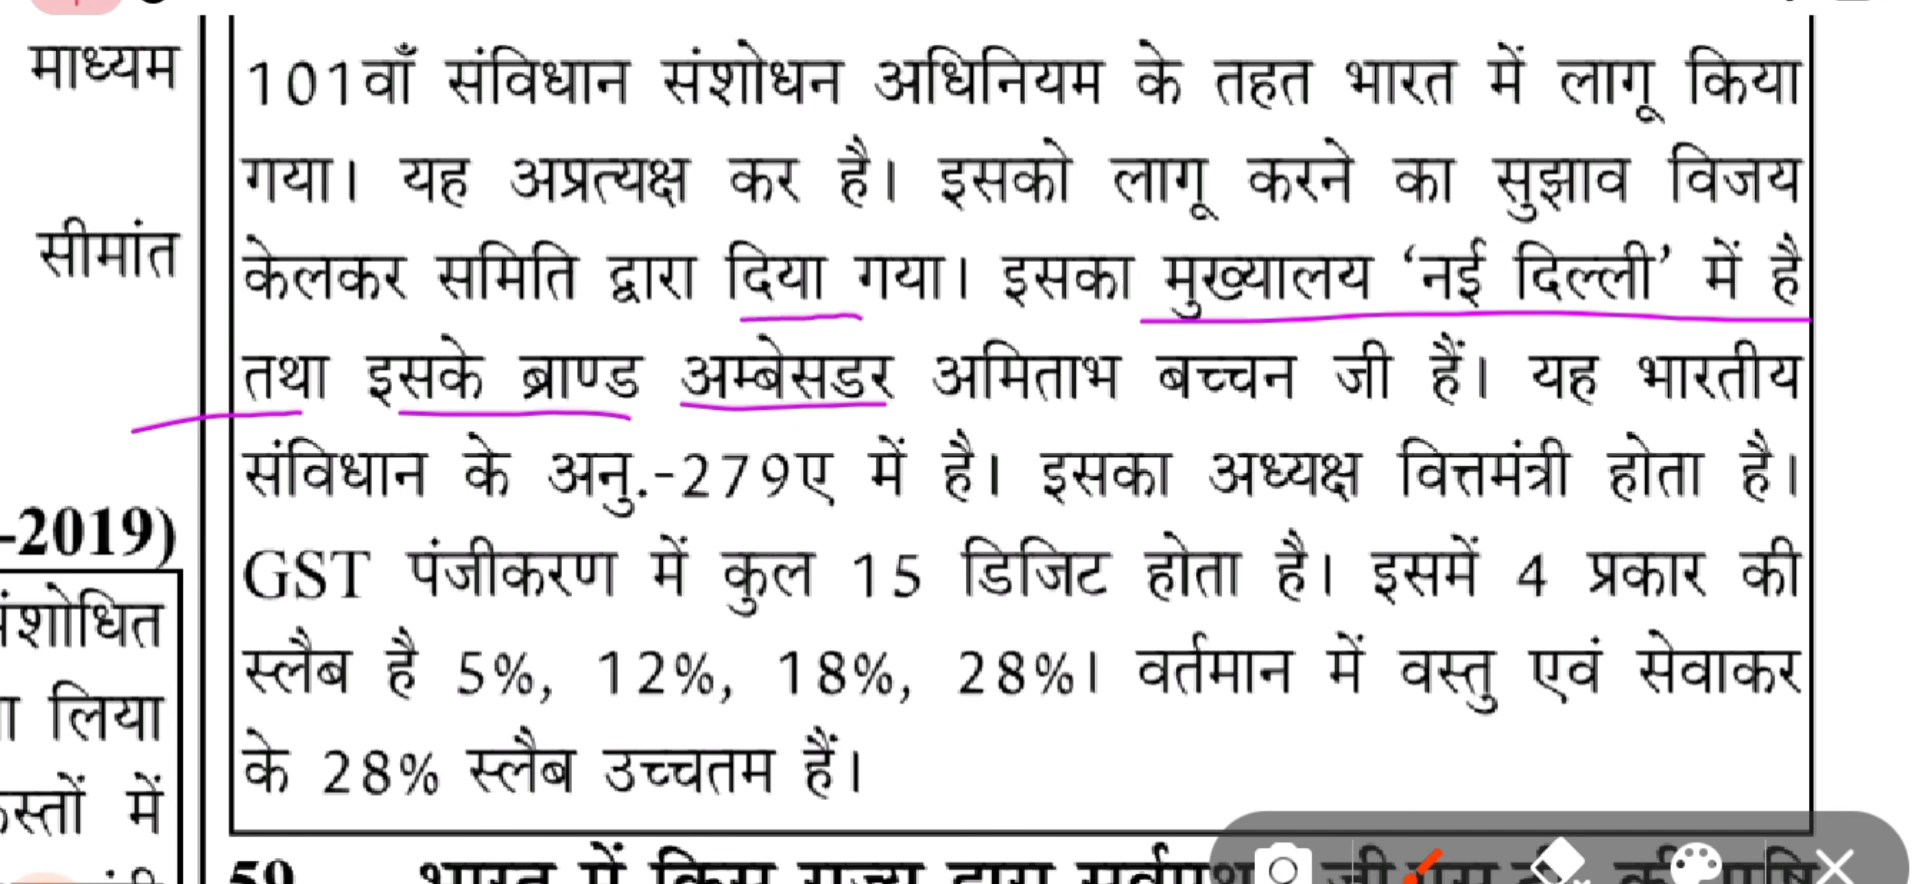 माध्यम
सीमांत
-2019)
संशोधित
लिया
में
101वाँ संविधान संशोधन अधिनियम के तहत भारत में लागू किया
गया। यह अप्रत्यक्ष कर है। इसको लागू करने का सुझाव विजय
केलकर समिति द्वारा दिया गया। इसका मुख्यालय ‘नई दिल्ली’ में है
तथा इसके ब्राण्ड अम्बेसडर अमिताभ बच्चन जी हैं। यह भारतीय
संविधान के अनु.-279ए में है। इसका अध्यक्ष वित्तमंत्री होता है।
GST पंजीकरण में कुल 15 डिजिट होता है। इसमें 4 प्रकार की
स्लैब है 5%, 12%, 18%, 28%। वर्तमान में वस्तु एवं सेवाकर
के 28% स्लैब उच्चतम हैं।
59. भारत में किस राज्य द्वारा